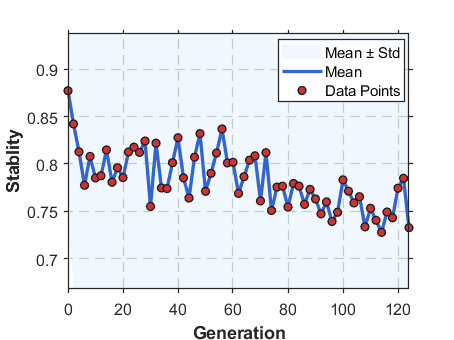 Mean ± Std
Mean
Data Points
0.9
0.85
0.8
0.75
0.7
Stablity
0 20 40 60 80 100 120
Generation